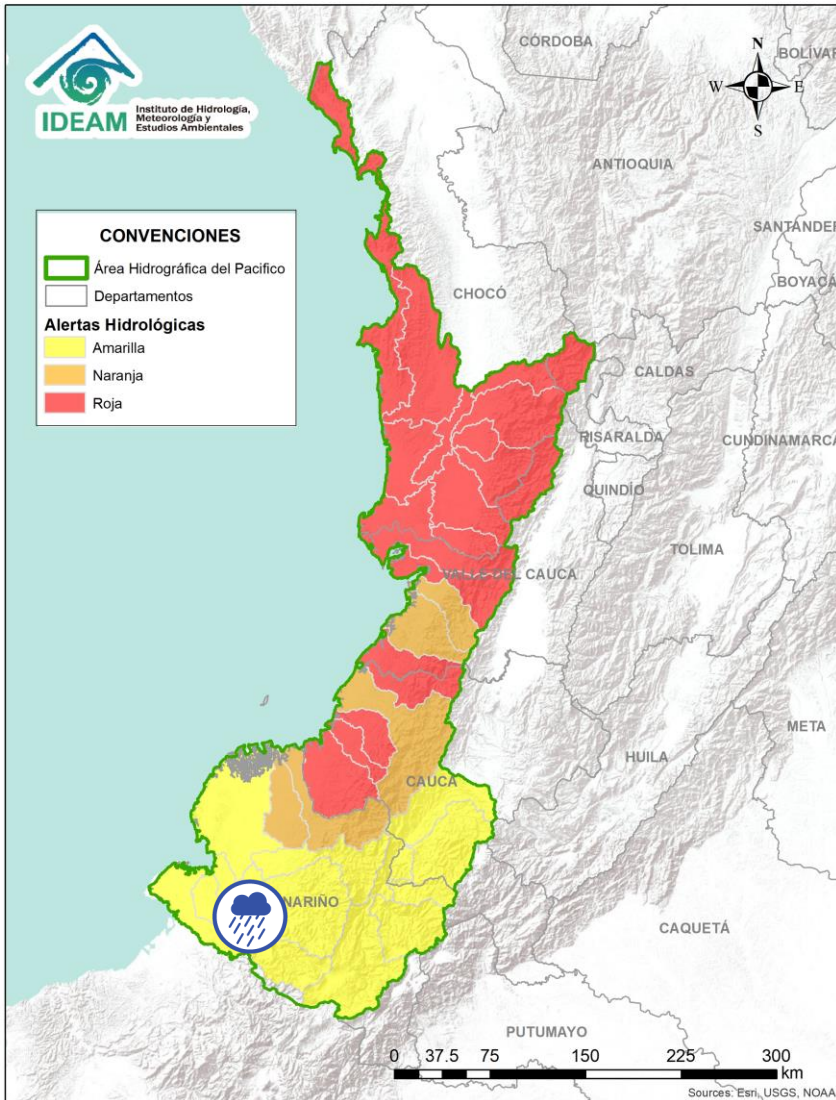 IDEAM
Instituto de Hidrología,
Meteorología y
Estudios Ambientales
N
W
E
S
CONVENCIONES
Área Hidrográfica del Pacifico
Departamentos
Alertas Hidrológicas
Amarilla
Naranja
Roja
CÓRDOBA
BOLÍVAR
ANTIOQUIA
SANTANDER
BOYACÁ
CHOCÓ
CALDAS
RISARALDA
CUNDINAMARCA
QUINDÍO
TOLIMA
VALLE DEL CAUCA
META
HUILA
CAUCA
NARIÑO
CAQUETÁ
PUTUMAYO
0 37.5 75 150 225 300
km
Sources: Esri, USGS, NOAA